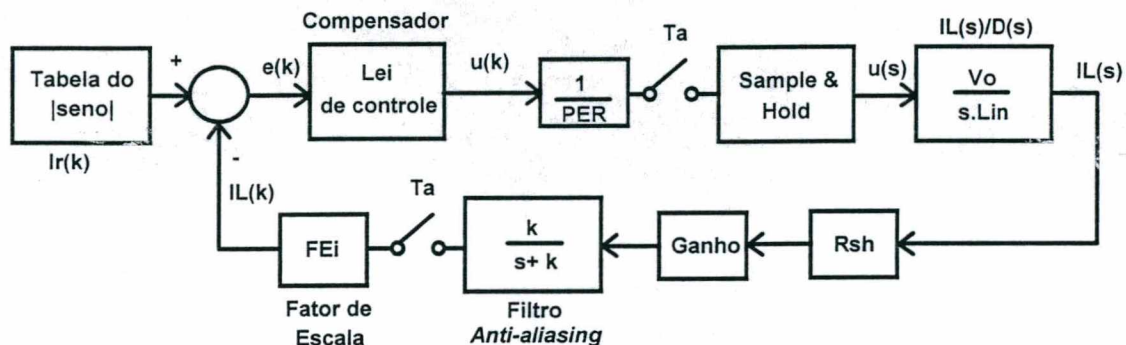 Compensador
IL(s)/D(s)
Tabela do
|seno|
Ir(k)
+
-
e(k)
Lei
de controle
u(k)
1
PER
Ta
Sample &
Hold
u(s)
Vo
s.Lin
IL(s)
IL(k)
FEi
Fator de
Escala
Ta
k
s+ k
Filtro
Anti-aliasing
Ganho
Rsh